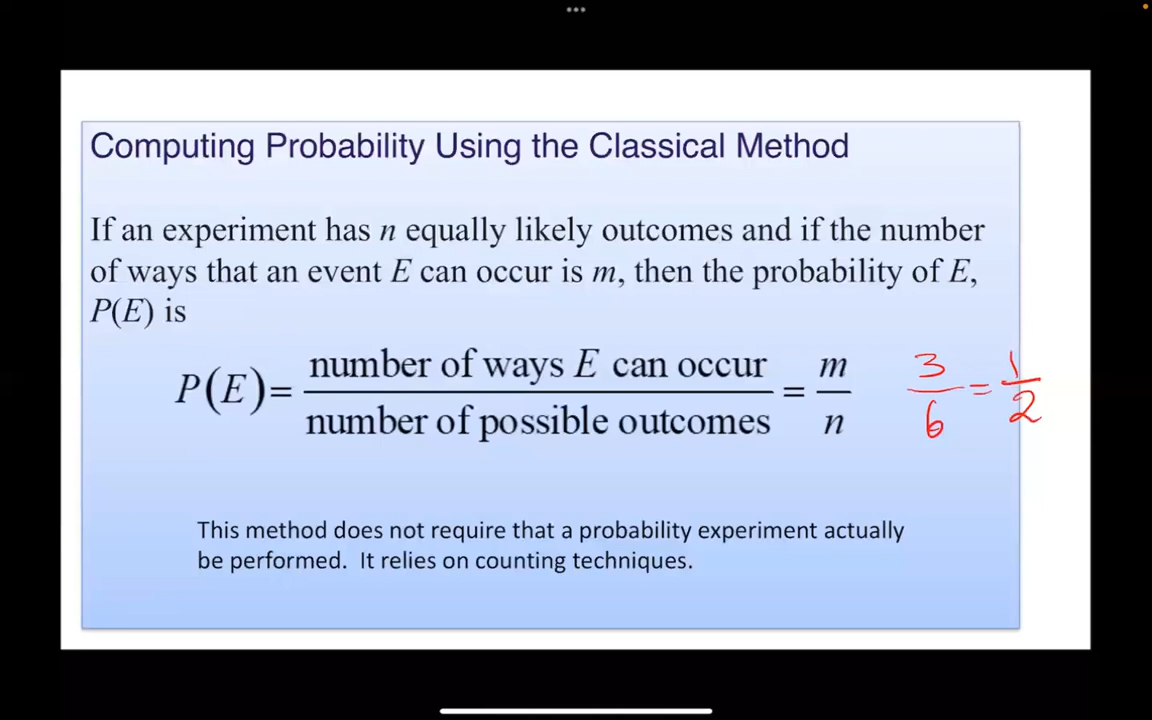 Computing Probability Using the Classical Method
If an experiment has n equally likely outcomes and if the number
of ways that an event E can occur is m, then the probability of E,
P(E) is
P(E)= number of ways E can occur / number of possible outcomes = m/n
3/6 = 1/2
This method does not require that a probability experiment actually
be performed. It relies on counting techniques.